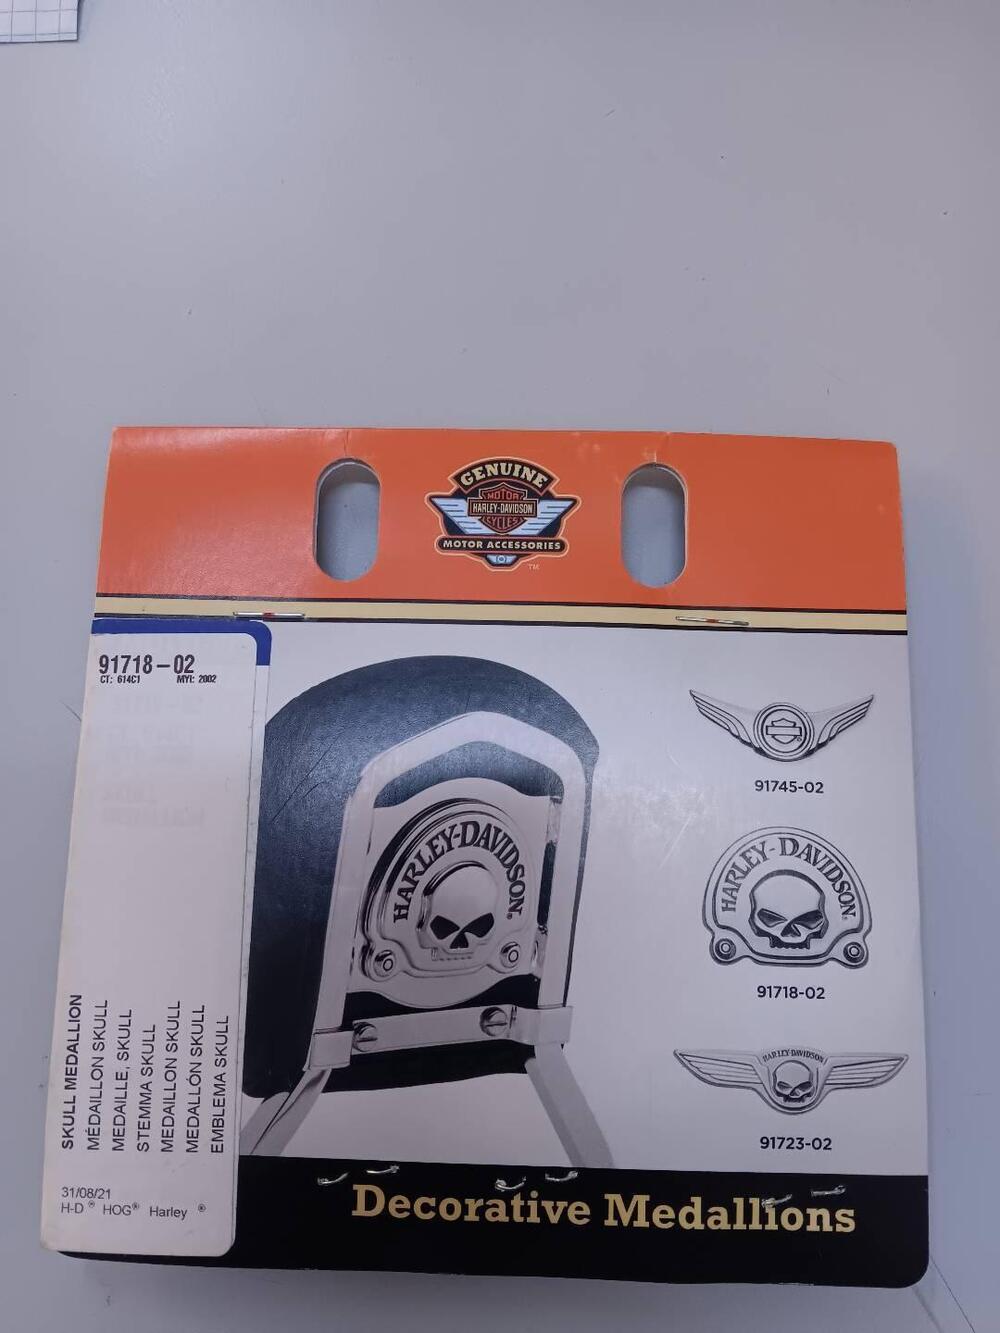 GENUINE
MOTOR
HARLEY-DAVIDSON
CYCLES
MOTOR ACCESSORIES
TM
91718-02
CT: 614C1 MYI: 2002
SKULL MEDALLION
MÉDAILLON SKULL
MEDAILLE, SKULL
STEMMA SKULL
MEDAILLON SKULL
MEDALLÓN SKULL
EMBLEMA SKULL
31/08/21
H-D® HOG® Harley®
HARLEY-DAVIDSON®
91745-02
HARLEY-DAVIDSON
91718-02
HARLEY-DAVIDSON
91723-02
Decorative Medallions